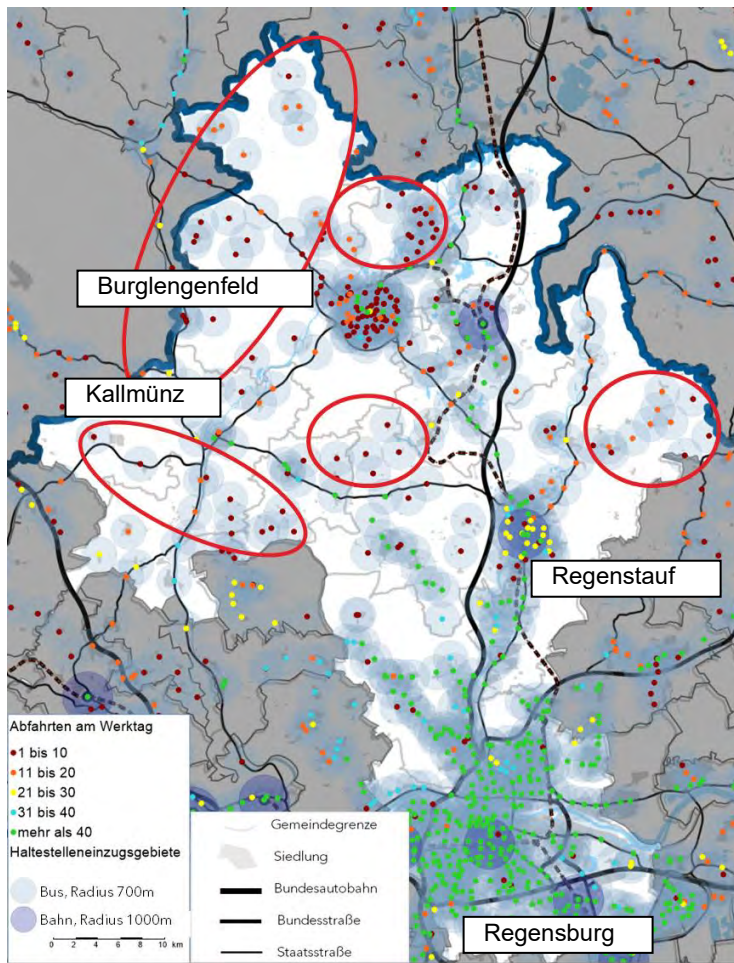 Burglengenfeld
Kallmünz
Regenstauf
Abfahrten am Werktag
1 bis 10
11 bis 20
21 bis 30
31 bis 40
mehr als 40
Haltestelleneinzugsgebiete
Bus, Radius 700m
Bahn, Radius 1000m
0 2 4 6 8 10
km
Gemeindegrenze
Siedlung
Bundesautobahn
Bundesstraße
Staatsstraße
Regensburg